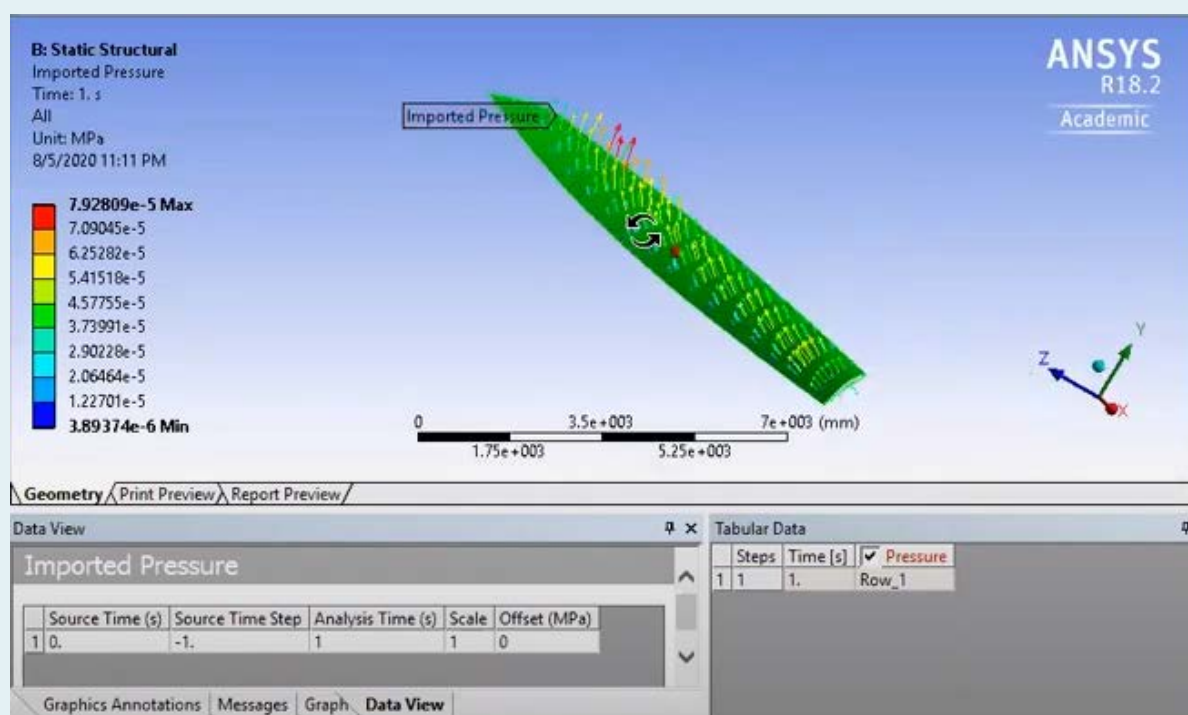 B: Static Structural
Imported Pressure
Time: 1. s
All
Unit: MPa
8/5/2020 11:11 PM
7.92809e-5 Max
7.09045e-5
6.25282e-5
5.41518e-5
4.57755e-5
3.73991e-5
2.90228e-5
2.06464e-5
1.22701e-5
3.89374e-6 Min
Imported Pressure
ANSYS
R18.2
Academic
Y
Z
X
0 3.5e+003 7e+003 (mm)
1.75e+003 5.25e+003
Geometry Print Preview Report Preview
Data View
Imported Pressure
Source Time (s) Source Time Step Analysis Time (s) Scale Offset (MPa)
1 0. -1. 1 1 0
Graphics Annotations Messages Graph Data View
Tabular Data
Steps Time [s] Pressure
1 1 1. Row_1